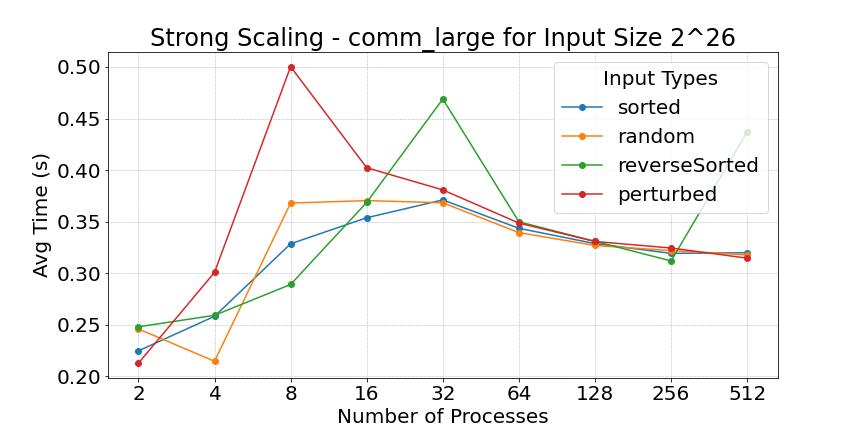 Strong Scaling - comm_large for Input Size 2^26
Avg Time (s)
0.50
0.45
0.40
0.35
0.30
0.25
0.20
Input Types
sorted
random
reverseSorted
perturbed
2 4 8 16 32 64 128 256 512
Number of Processes